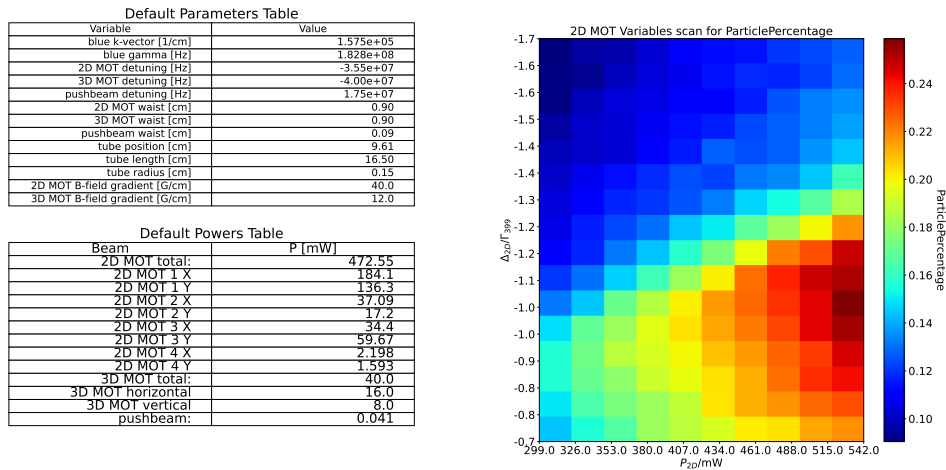 Default Parameters Table
Variable Value
blue k-vector [1/cm] 1.575e+05
blue gamma [Hz] 1.828e+08
2D MOT detuning [Hz] -3.55e+07
3D MOT detuning [Hz] -4.00e+07
pushbeam detuning [Hz] 1.75e+07
2D MOT waist [cm] 0.90
3D MOT waist [cm] 0.90
pushbeam waist [cm] 0.09
tube position [cm] 9.61
tube length [cm] 16.50
tube radius [cm] 0.15
2D MOT B-field gradient [G/cm] 40.0
3D MOT B-field gradient [G/cm] 12.0
Default Powers Table
Beam P [mW]
2D MOT total: 472.55
2D MOT 1 X 184.1
2D MOT 1 Y 136.3
2D MOT 2 X 37.09
2D MOT 2 Y 17.2
2D MOT 3 X 34.4
2D MOT 3 Y 59.67
2D MOT 4 X 2.198
2D MOT 4 Y 1.593
3D MOT total: 40.0
3D MOT horizontal 16.0
3D MOT vertical 8.0
pushbeam: 0.041
2D MOT Variables scan for ParticlePercentage
-1.7
-1.6
-1.6
-1.5
-1.4
-1.4
-1.3
-1.2
-1.2
-1.1
-1.0
-1.0
-0.9
-0.8
-0.8
-0.7
Δ2D/Γ399
299.0 326.0 353.0 380.0 407.0 434.0 461.0 488.0 515.0 542.0
P2D/mW
0.24
0.22
0.20
0.18
0.16
0.14
0.12
0.10
ParticlePercentage